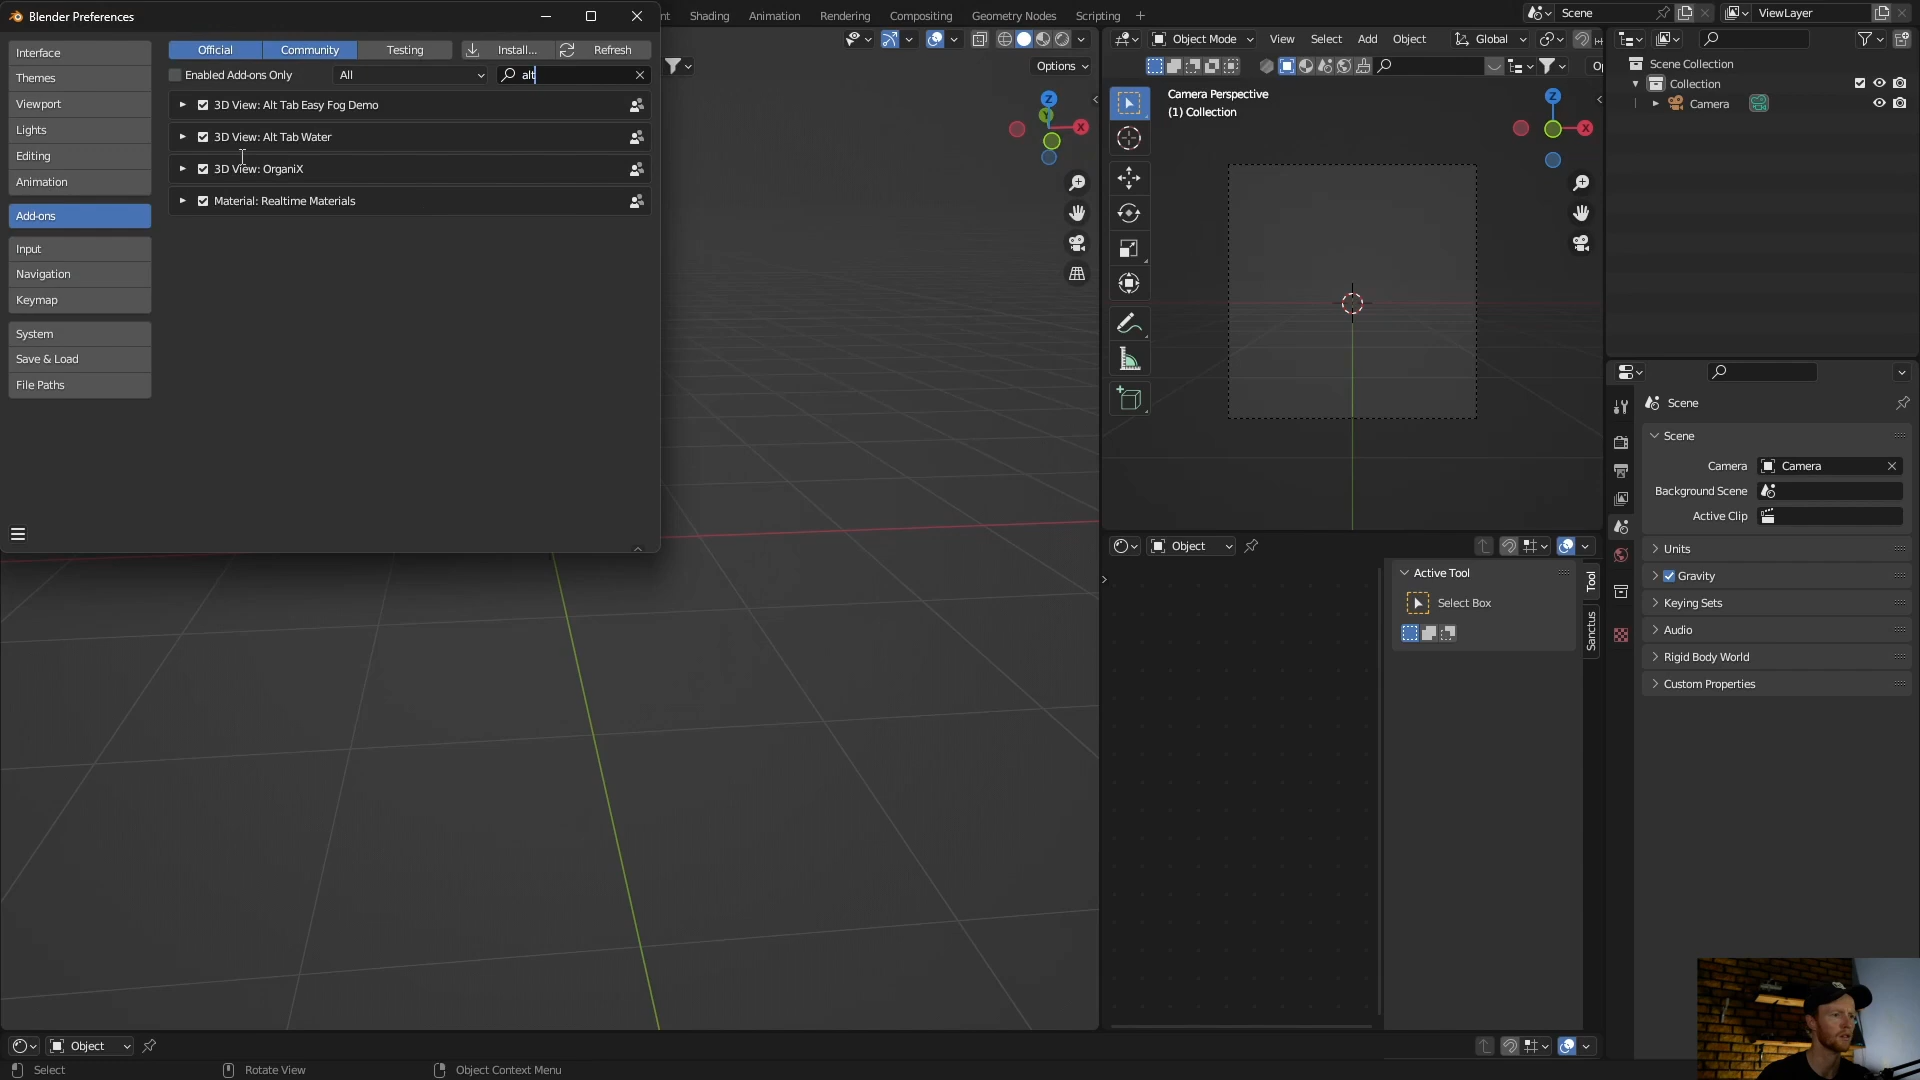 Blender Preferences
nt Shading Animation Rendering Compositing Geometry Nodes Scripting
Scene
ViewLayer
Interface
Themes
Viewport
Lights
Editing
Animation
Add-ons
Input
Navigation
Keymap
System
Save & Load
File Paths
Official Community Testing Install... Refresh
Enabled Add-ons Only All alt
3D View: Alt Tab Easy Fog Demo
3D View: Alt Tab Water
3D View: OrganiX
Material: Realtime Materials
Options
Z
Y
X
Object Mode View Select Add Object Global
Op
Camera Perspective
(1) Collection
Z
X
Scene Collection
Collection
Camera
Scene
Scene
Camera Camera
Background Scene
Active Clip
Units
Gravity
Keying Sets
Audio
Rigid Body World
Custom Properties
Object
Active Tool
Select Box
Tool
Sanctus
Object
Select Rotate View Object Context Menu